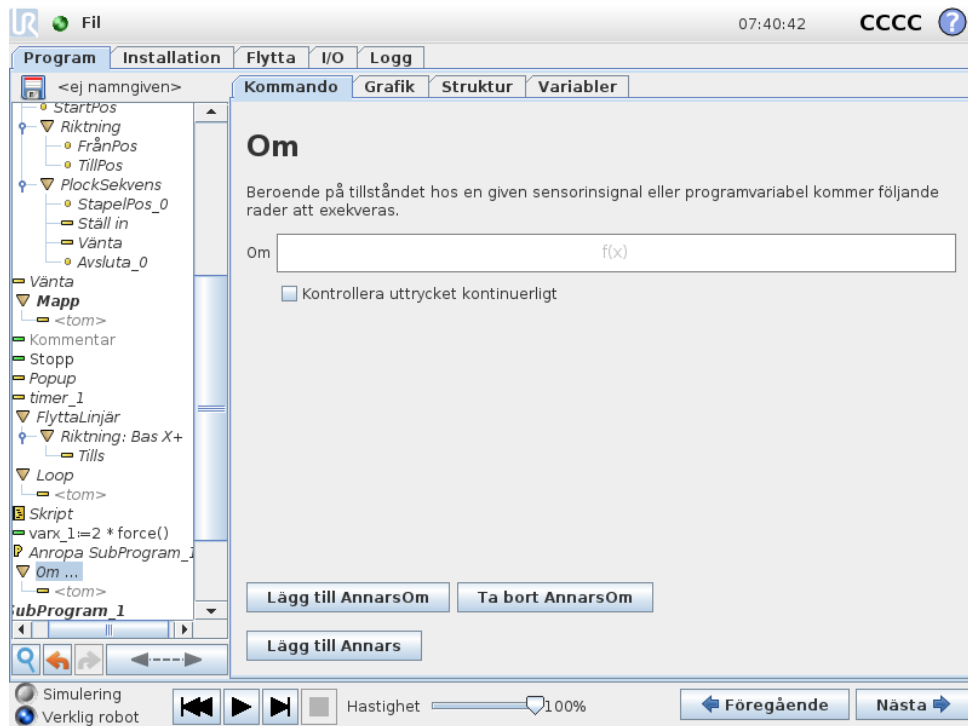 UR Fil 07:40:42 CCCC ?
Program Installation Flytta I/O Logg
<ej namngiven>
Kommando Grafik Struktur Variabler
StartPos
Riktning
FrånPos
TillPos
PlockSekvens
StapelPos_0
Ställ in
Vänta
Avsluta_0
Vänta
Mapp
<tom>
Kommentar
Stopp
Popup
timer_1
FlyttaLinjär
Riktning: Bas X+
Tills
Loop
<tom>
Skript
varx_1:=2 * force()
Anropa SubProgram_1
Om ...
<tom>
SubProgram_1
Om
Beroende på tillståndet hos en given sensorinsignal eller programvariabel kommer följande
rader att exekveras.
Om f(x)
Kontrollera uttrycket kontinuerligt
Lägg till AnnarsOm Ta bort AnnarsOm
Lägg till Annars
Simulering
Verklig robot
Hastighet 100%
Föregående Nästa